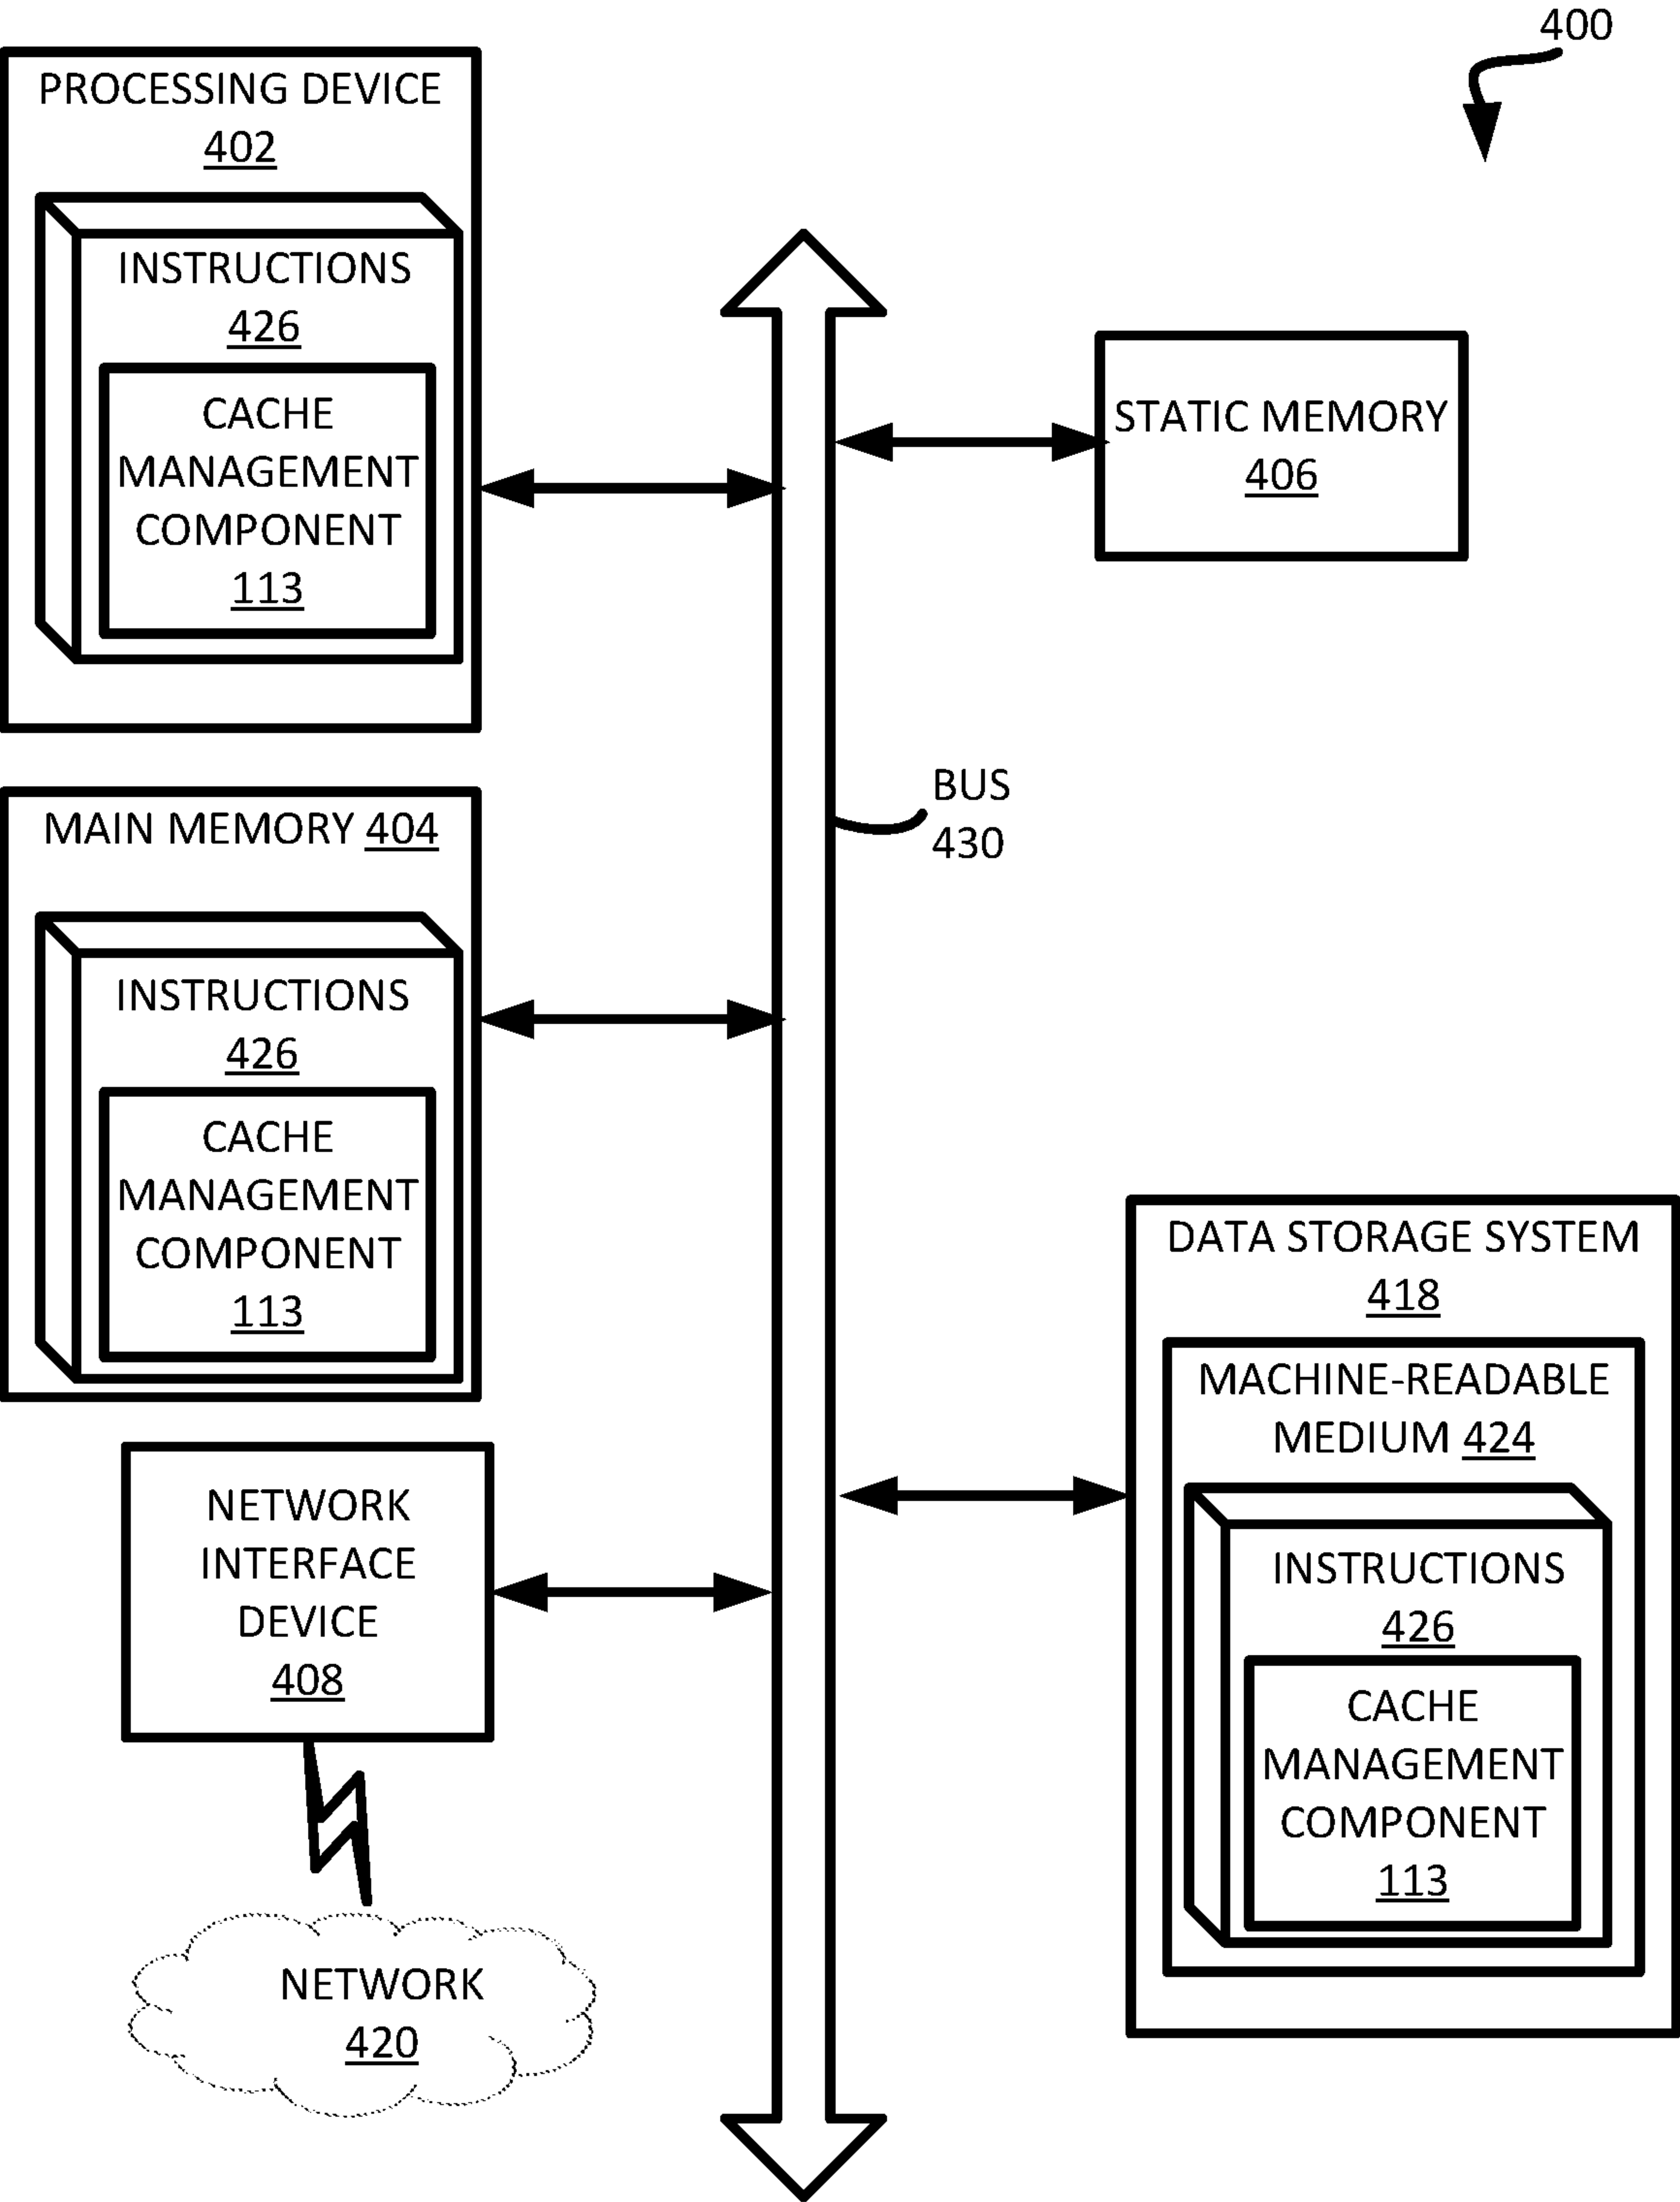 400
PROCESSING DEVICE
402
INSTRUCTIONS
426
CACHE
MANAGEMENT
COMPONENT
113
STATIC MEMORY
406
BUS
430
MAIN MEMORY 404
INSTRUCTIONS
426
CACHE
MANAGEMENT
COMPONENT
113
DATA STORAGE SYSTEM
418
MACHINE-READABLE
MEDIUM 424
INSTRUCTIONS
426
CACHE
MANAGEMENT
COMPONENT
113
NETWORK
INTERFACE
DEVICE
408
NETWORK
420